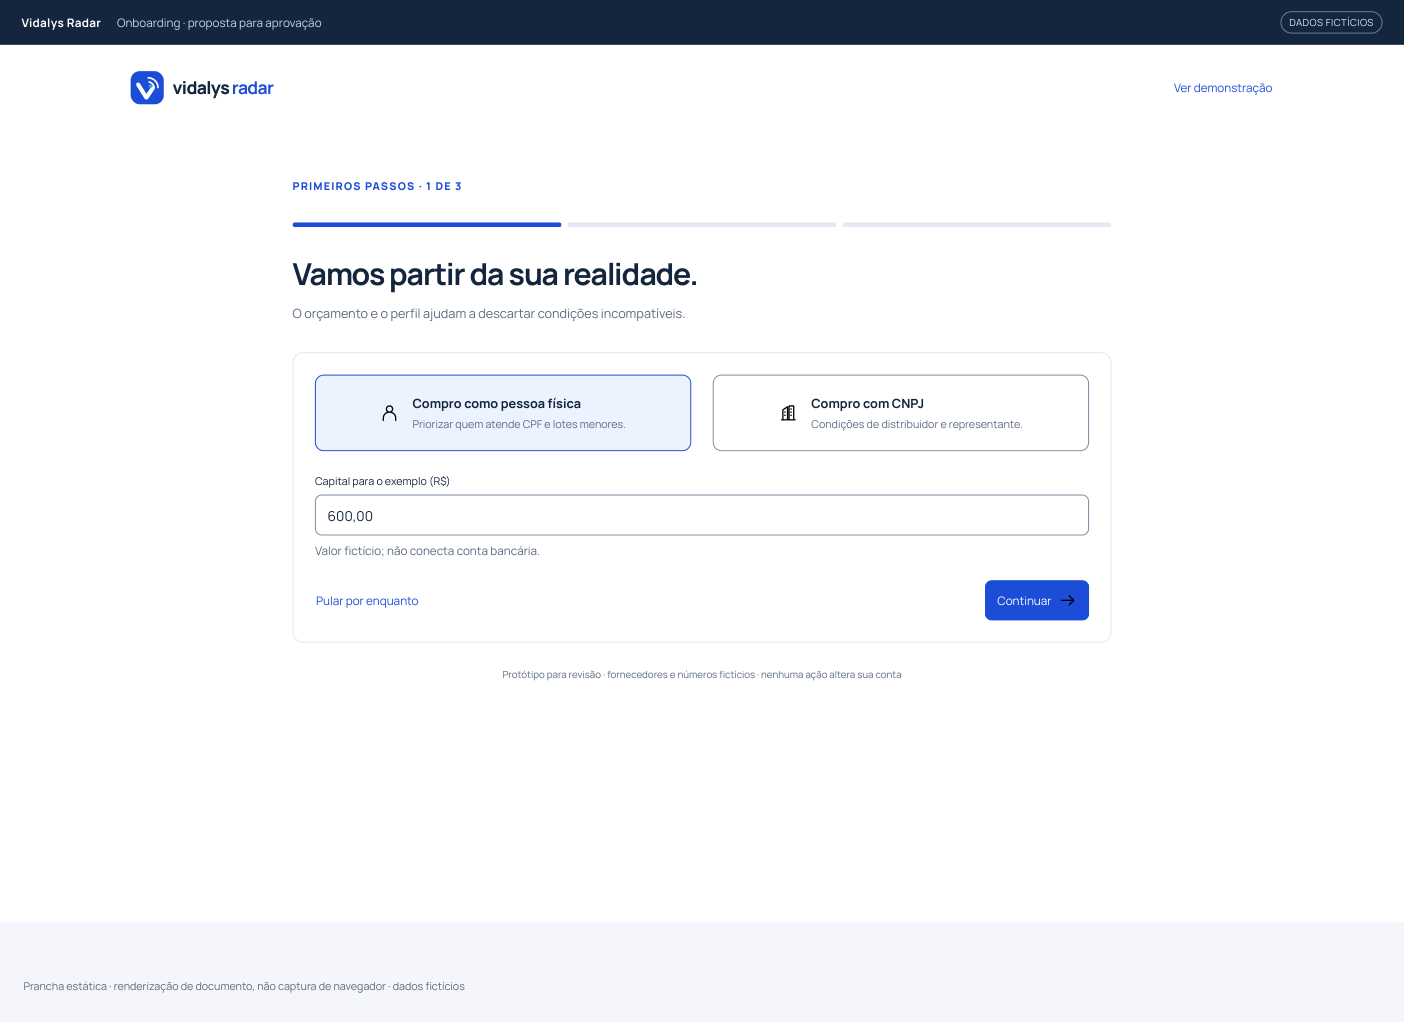 Vidalys Radar Onboarding · proposta para aprovação DADOS FICTÍCIOS
vidalys radar Ver demonstração
PRIMEIROS PASSOS · 1 DE 3
Vamos partir da sua realidade.
O orçamento e o perfil ajudam a descartar condições incompatíveis.
Compro como pessoa física
Priorizar quem atende CPF e lotes menores.
Compro com CNPJ
Condições de distribuidor e representante.
Capital para o exemplo (R$)
600,00
Valor fictício; não conecta conta bancária.
Pular por enquanto
Continuar
Protótipo para revisão · fornecedores e números fictícios · nenhuma ação altera sua conta
Prancha estática · renderização de documento, não captura de navegador · dados fictícios